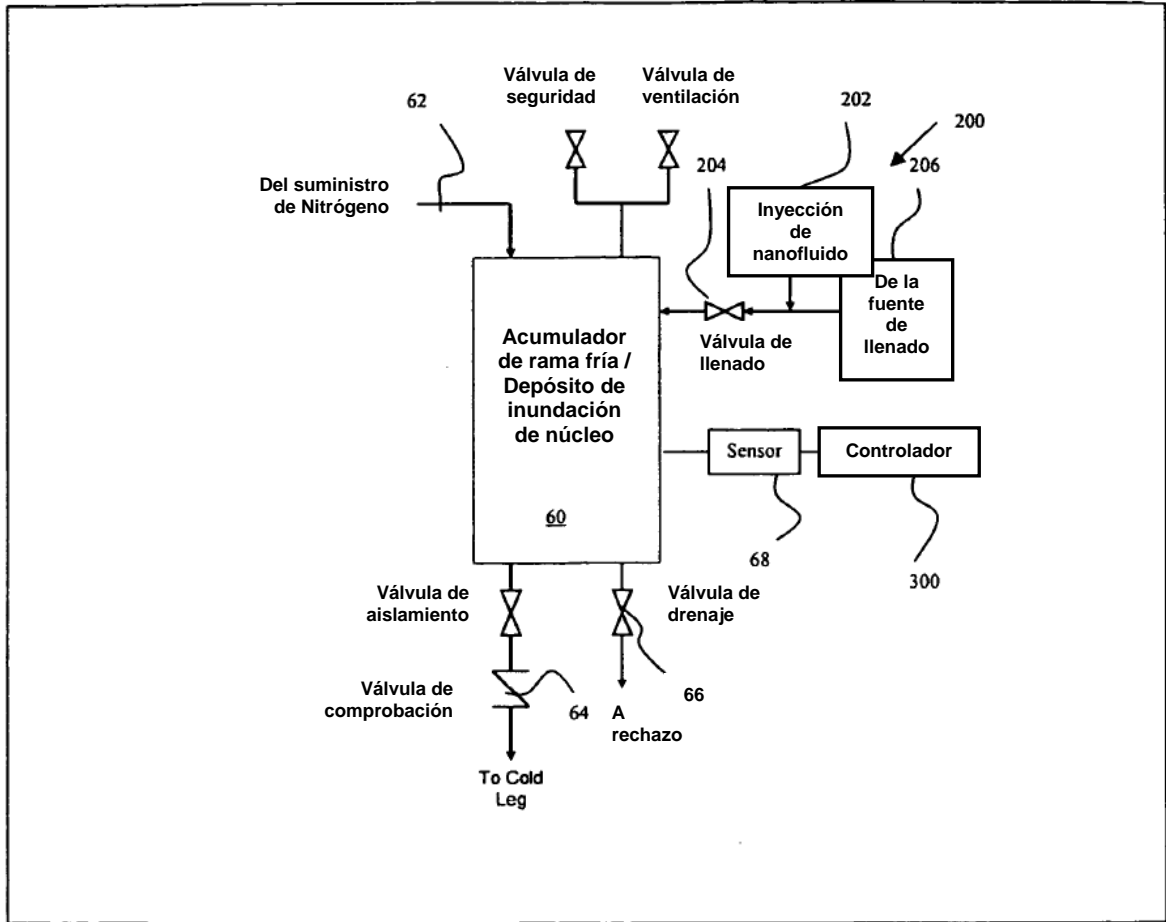 Válvula de
seguridad
Válvula de
ventilación
62
202
200
204
206
Del suministro
de Nitrógeno
Inyección
de
nanofluido
De la
fuente
de
llenado
Válvula de
llenado
Acumulador
de rama fría /
Depósito de
inundación
de núcleo
60
Sensor
Controlador
68
300
Válvula de
aislamiento
Válvula de
drenaje
66
Válvula de
comprobación
64
A
rechazo
To Cold
Leg